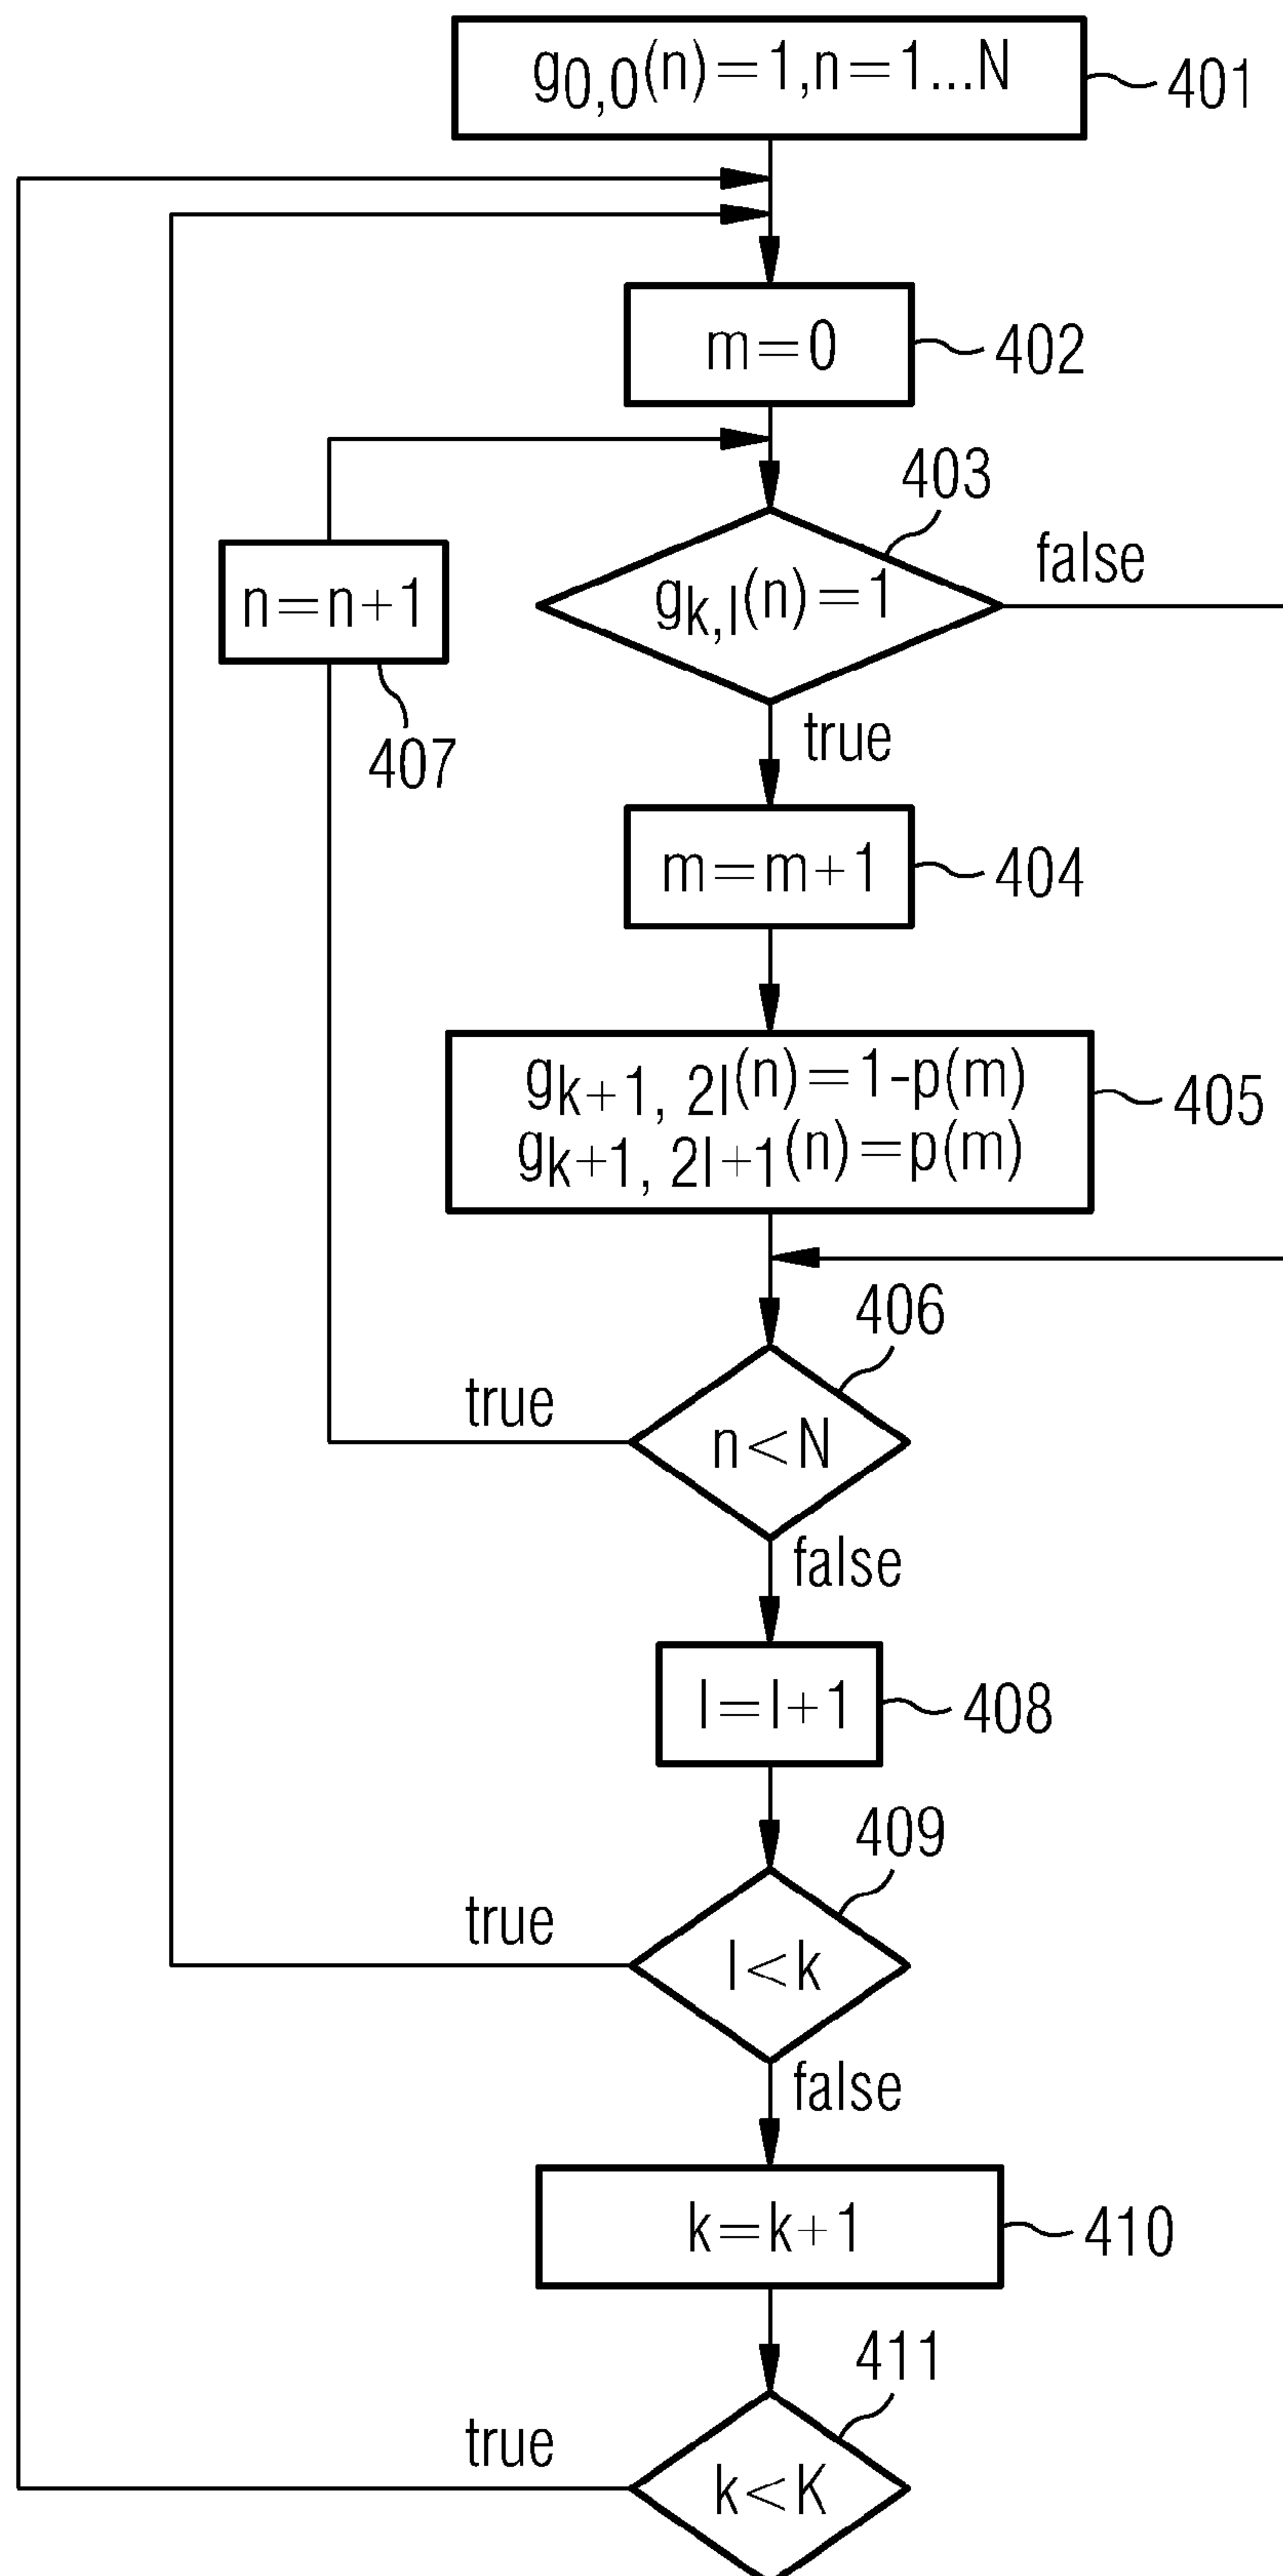 g0,0(n)=1,n=1...N
401
m=0
402
403
gk,l(n)=1
false
n=n+1
407
true
m=m+1
404
gk+1, 2l(n)=1-p(m)
gk+1, 2l+1(n)=p(m)
405
406
n<N
true
false
l=l+1
408
409
l<k
true
false
k=k+1
410
411
k<K
true